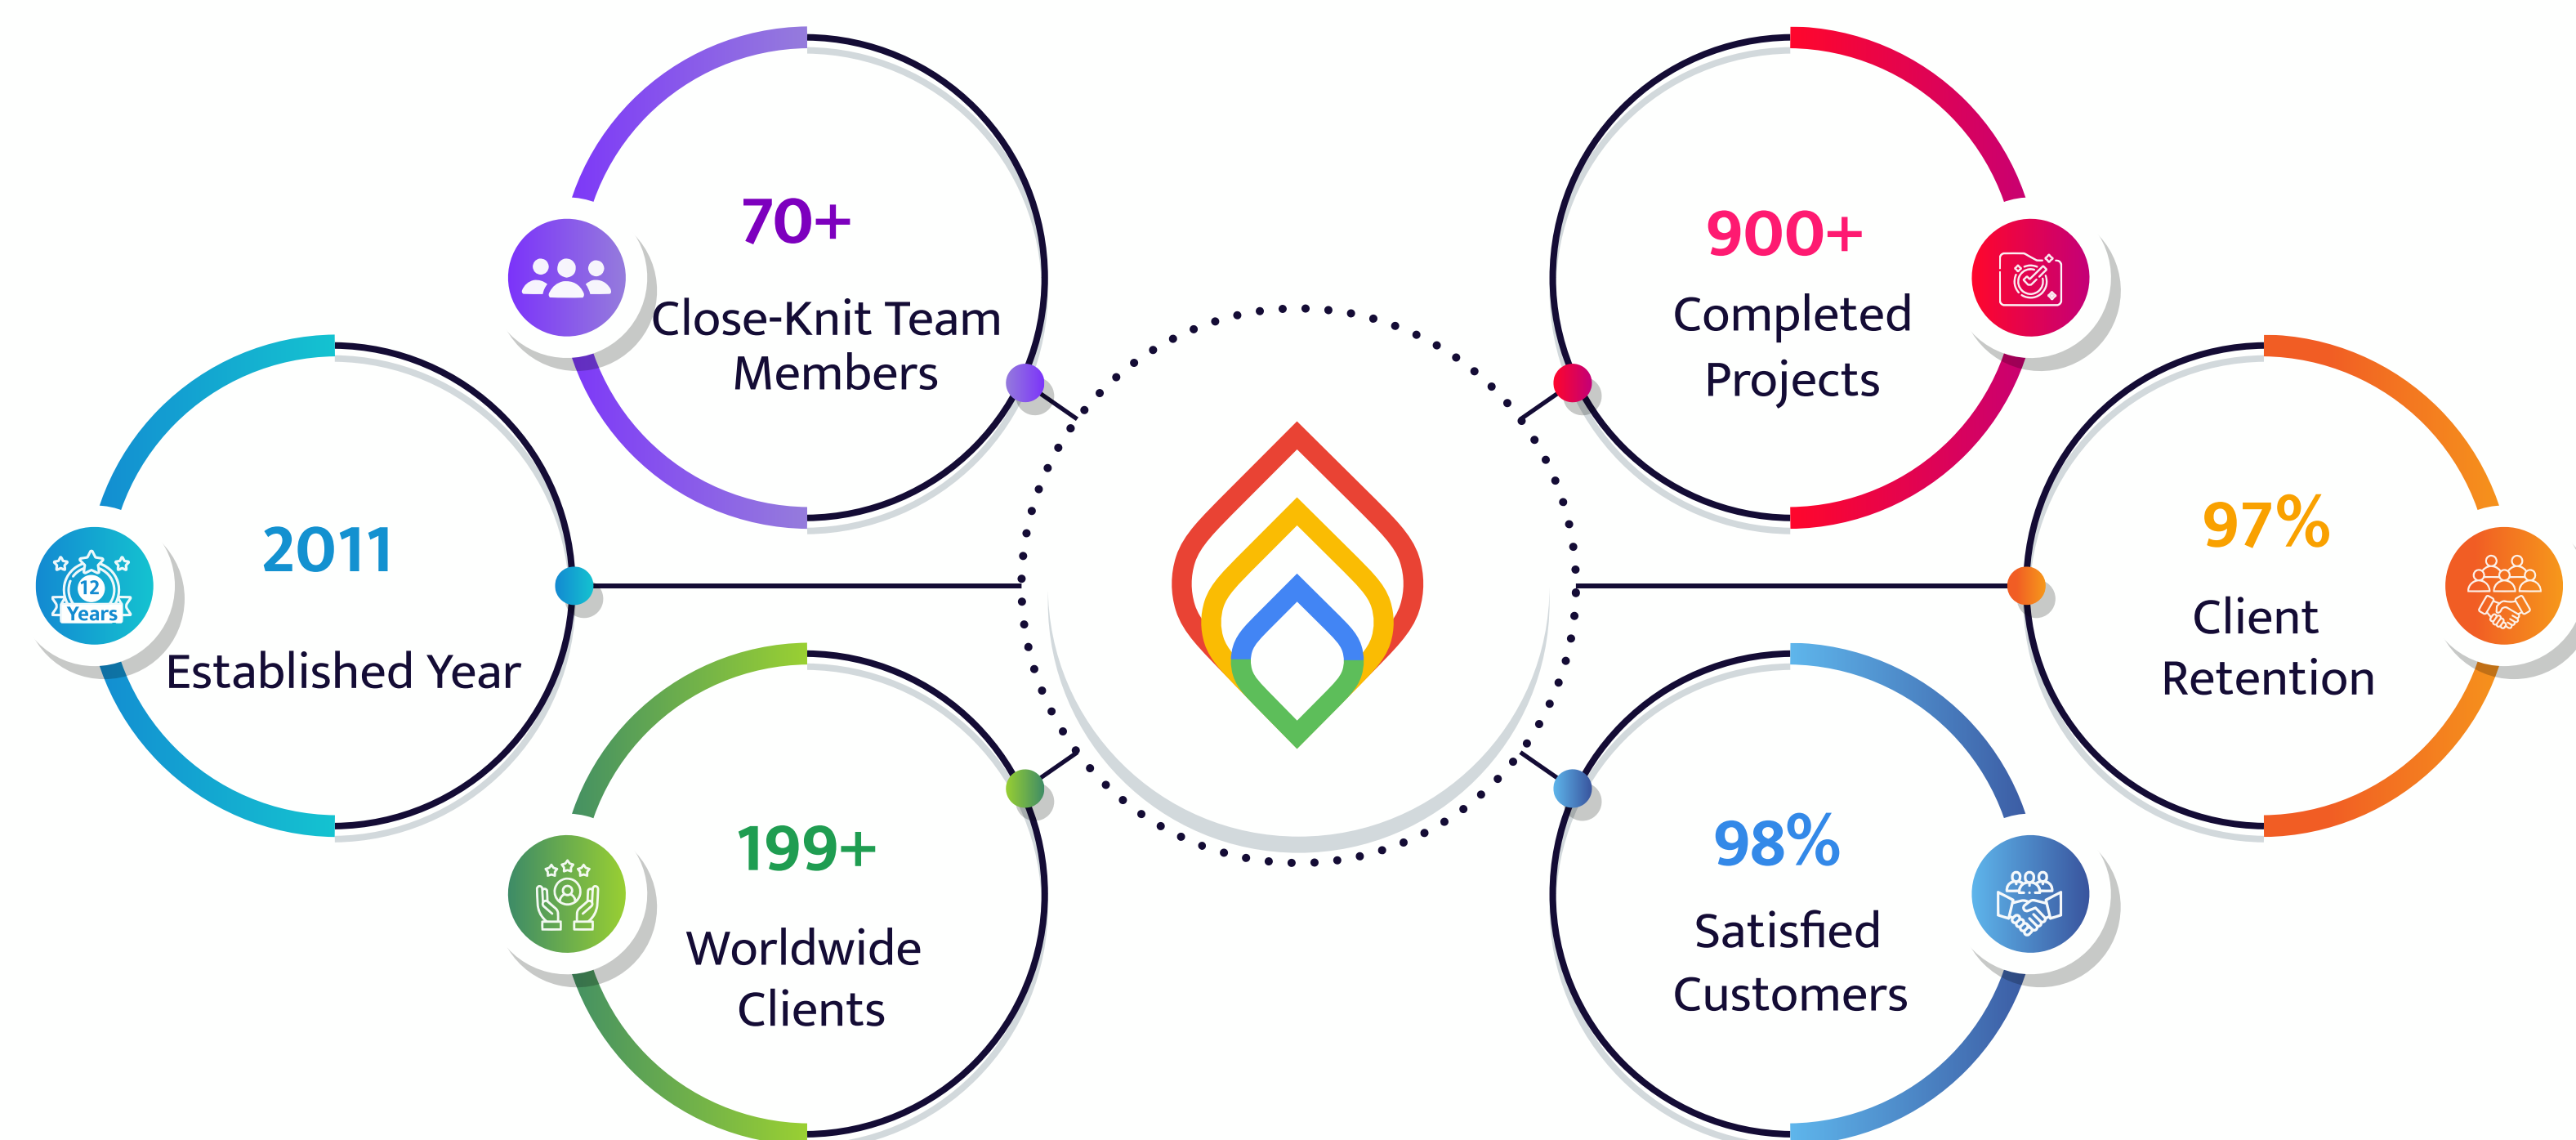 70+
Close-Knit Team
Members
900+
Completed
Projects
2011
Established Year
12
Years
97%
Client
Retention
199+
Worldwide
Clients
98%
Satisfied
Customers